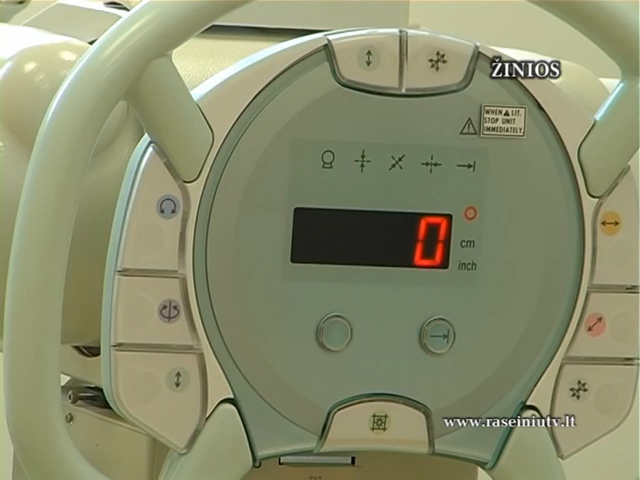 ŽINIOS
WHEN ▲ LIT.
STOP UNIT
IMMEDIATELY
0
cm
inch
www.raseiniutv.lt